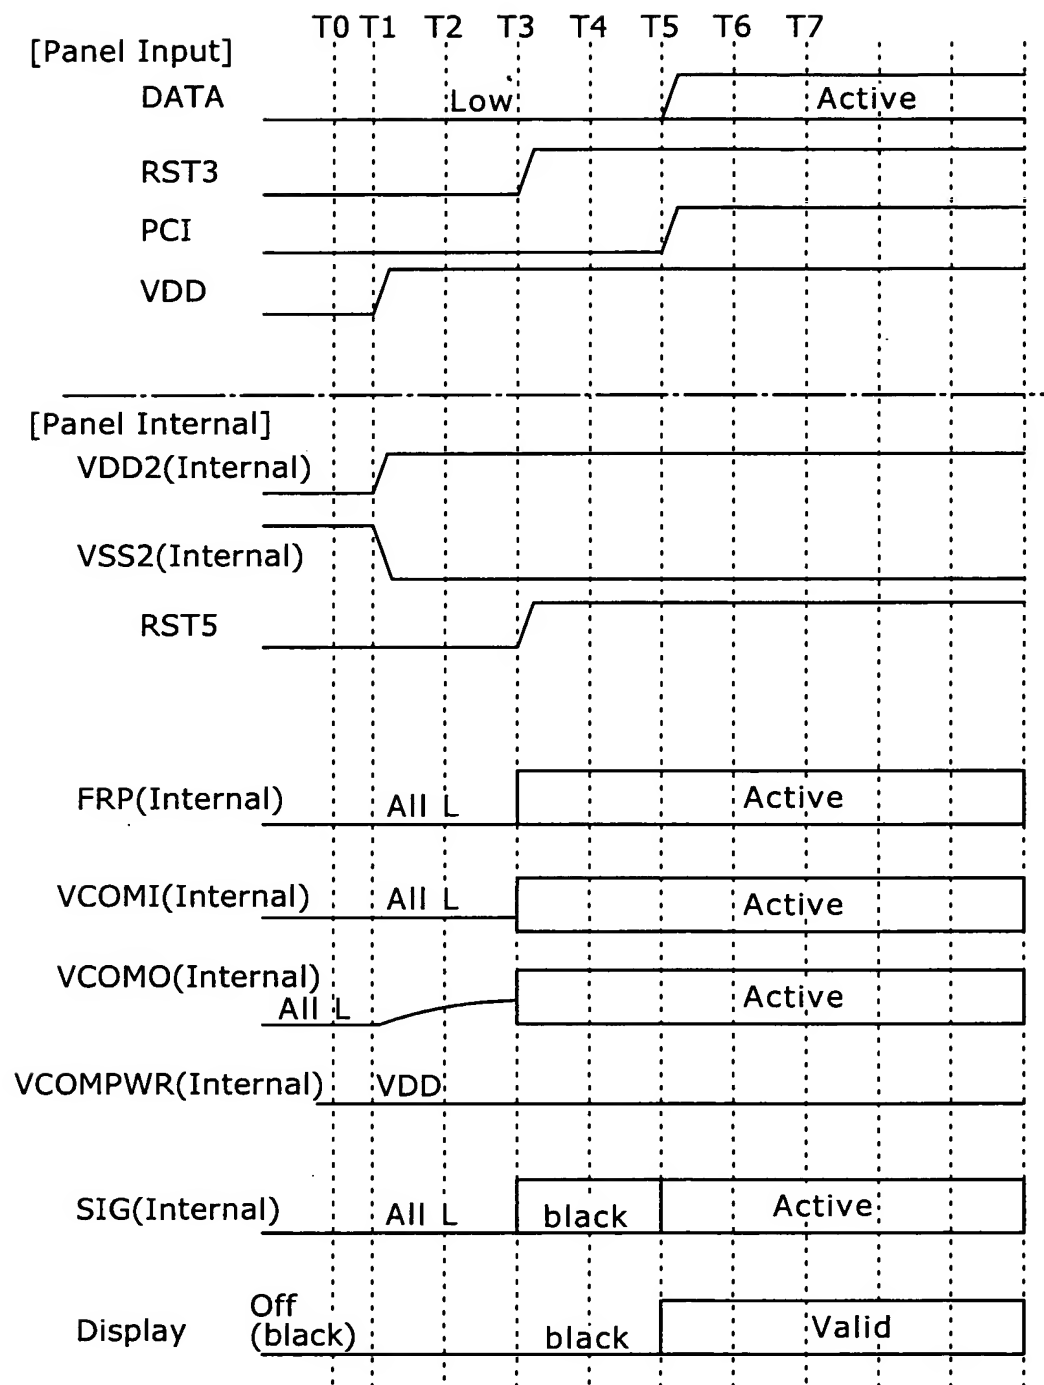 T0 T1 T2 T3 T4 T5 T6 T7
[Panel Input]
DATA Low Active
RST3
PCI
VDD
[Panel Internal]
VDD2(Internal)
VSS2(Internal)
RST5
FRP(Internal) All L Active
VCOMI(Internal) All L Active
VCOMO(Internal)
All L Active
VCOMPWR(Internal) VDD
SIG(Internal) All L black Active
Off
Display (black) black Valid